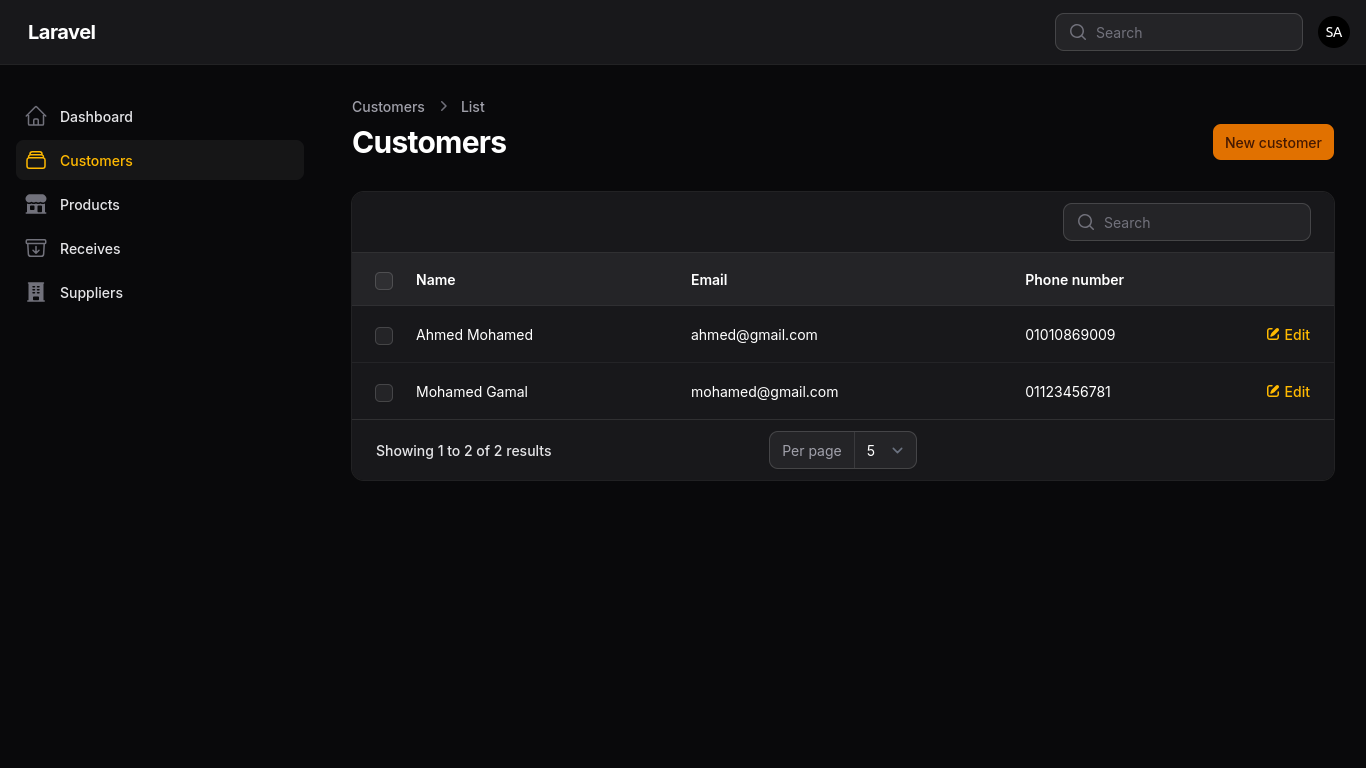 Laravel
Search
SA
Dashboard
Customers
Products
Receives
Suppliers
Customers List
Customers
New customer
Search
Name Email Phone number
Ahmed Mohamed ahmed@gmail.com 01010869009 Edit
Mohamed Gamal mohamed@gmail.com 01123456781 Edit
Showing 1 to 2 of 2 results Per page 5